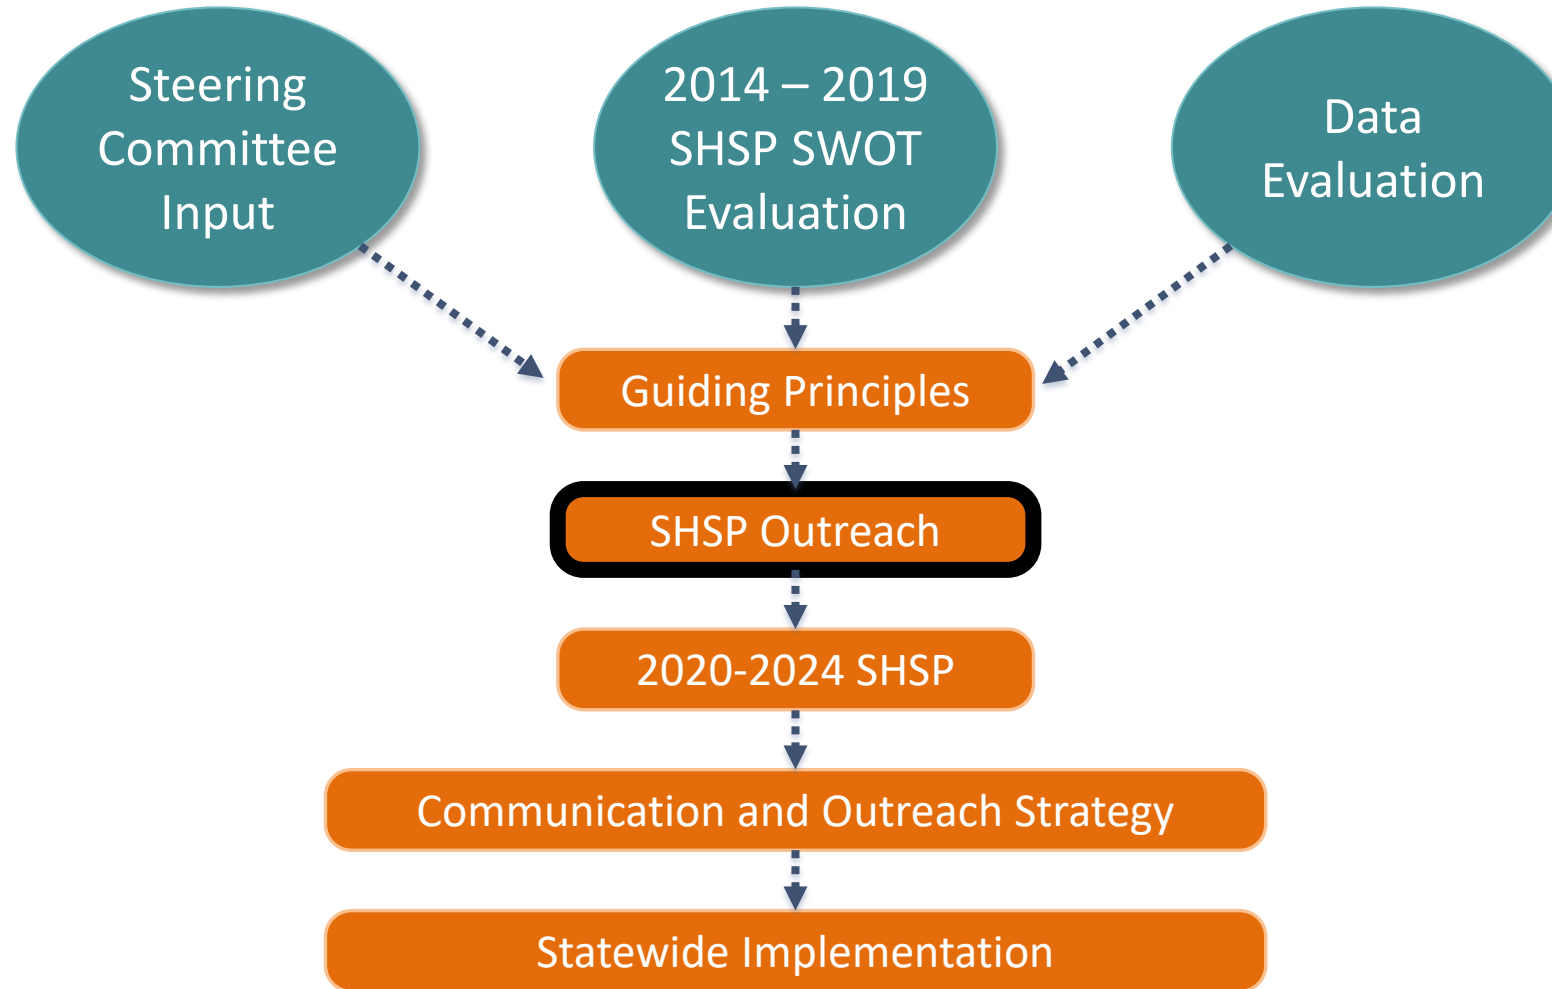 Steering
Committee
Input
2014 – 2019
SHSP SWOT
Evaluation
Data
Evaluation
Guiding Principles
SHSP Outreach
2020-2024 SHSP
Communication and Outreach Strategy
Statewide Implementation